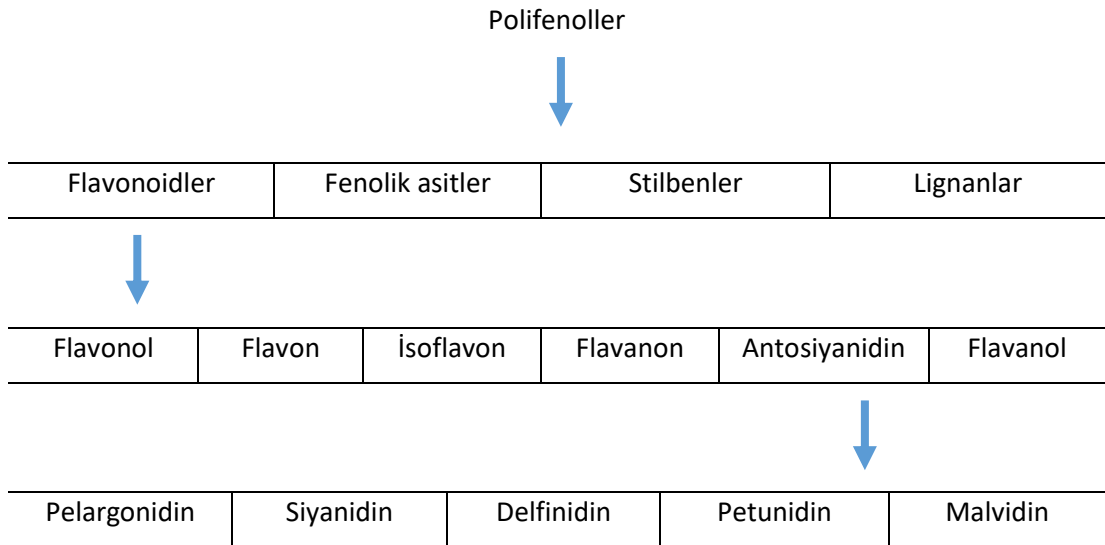 Polifenoller
Flavonoidler Fenolik asitler Stilbenler Lignanlar
Flavonol Flavon İsoflavon Flavanon Antosiyanidin Flavanol
Pelargonidin Siyanidin Delfinidin Petunidin Malvidin